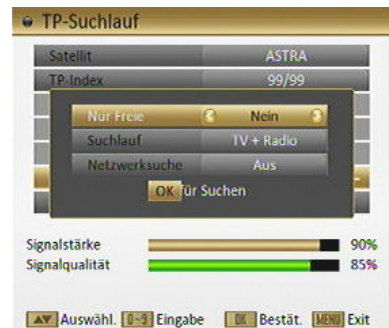 TP-Suchlauf
Satellit ASTRA
TP-Index 99/99
Nur Freie Nein
Suchlauf TV + Radio
Netzwerksuche Aus
OK für Suchen
Signalstärke 90%
Signalqualität 85%
Auswähl. 0~9 Eingabe OK Bestät. MENU Exit